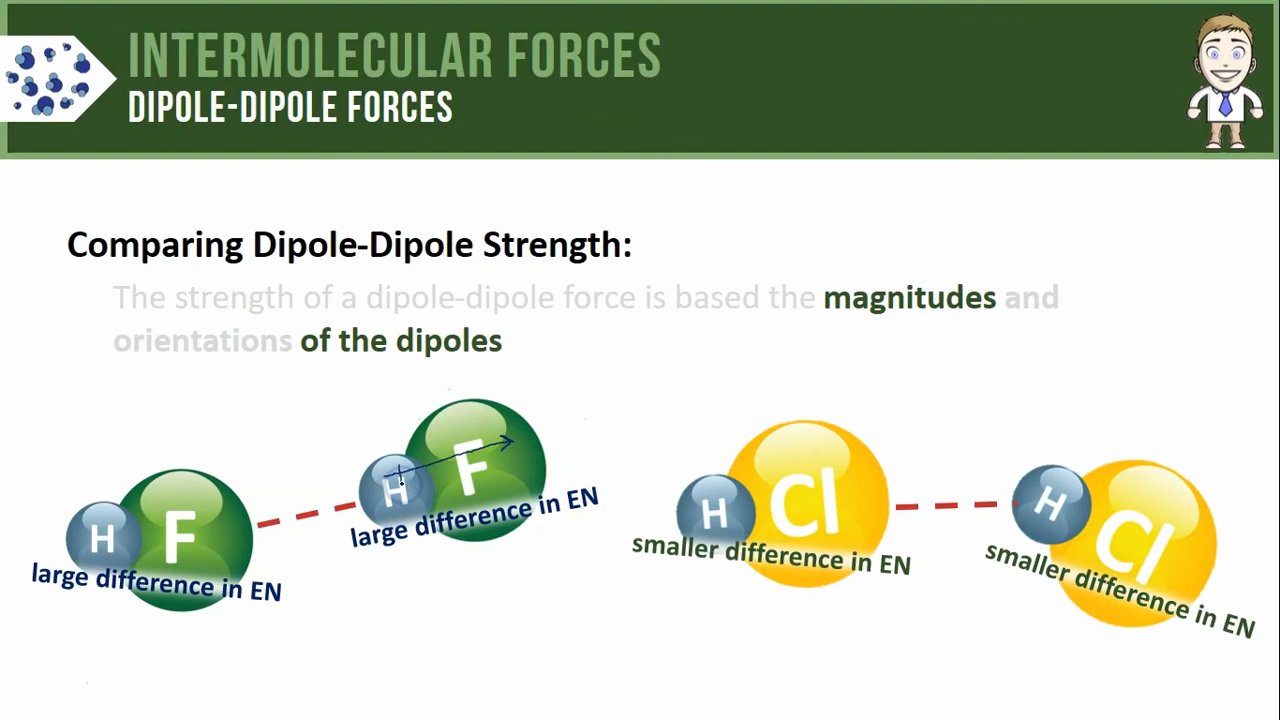 INTERMOLECULAR FORCES
DIPOLE-DIPOLE FORCES
Comparing Dipole-Dipole Strength:
The strength of a dipole-dipole force is based the magnitudes and
orientations of the dipoles
H F
large difference in EN
H F
large difference in EN
H Cl
smaller difference in EN
H Cl
smaller difference in EN